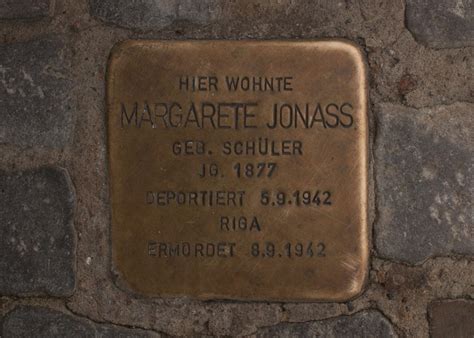 HIER WOHNTE
MARGARETE JONASS
GEB. SCHÜLER
JG. 1877
DEPORTIERT 5.9.1942
RIGA
ERMORDET 8.9.1942